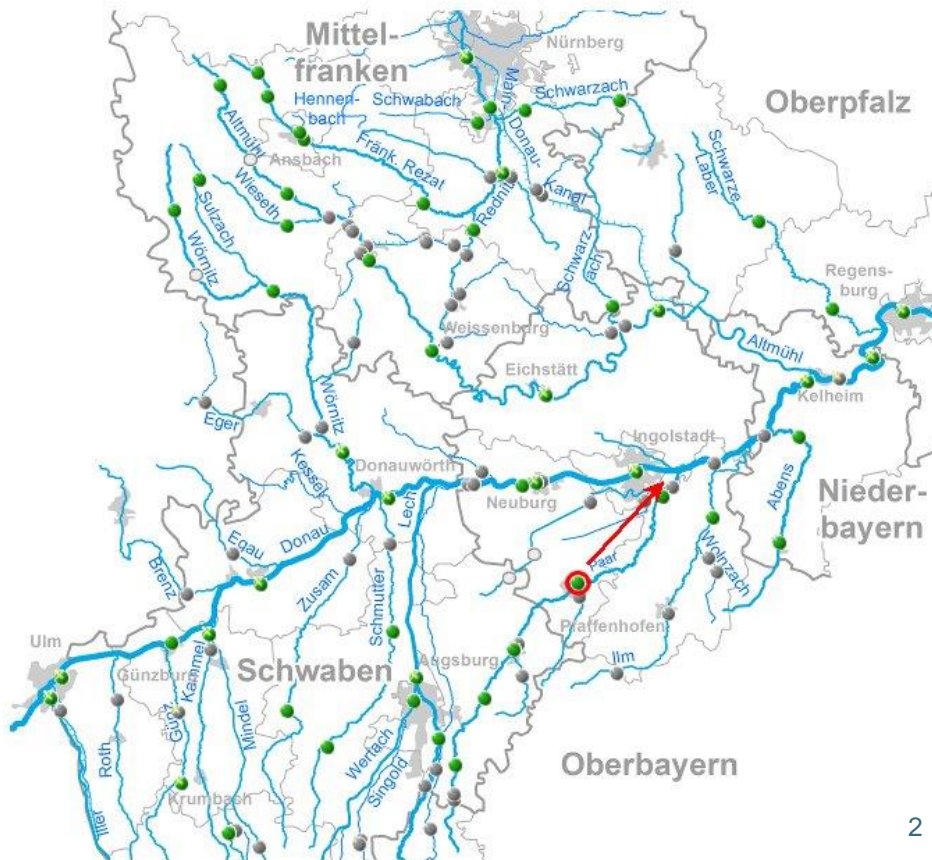 Mittel-
franken
Nürnberg
Main-
Donau-
Kanal
Hennen-
bach
Schwabach
Schwarzach
Oberpfalz
Altmühl
Ansbach
Fränk. Rezat
Schwarze
Laber
Wieseth
Sulzach
Rednitz
Wörnitz
Schwarz-
ach
Regens-
burg
Weissenburg
Altmühl
Eichstätt
Kelheim
Wörnitz
Eger
Ingolstadt
Kessel
Donauwörth
Lech
Neuburg
Abens
Nieder-
bayern
Donau
Egau
Brenz
Zusam
Schmutter
Paar
Wolnzach
Pfaffenhofen
Ulm
Ilm
Günzburg
Kammel
Schwaben
Augsburg
Günz
Mindel
Roth
Wertach
Singold
Oberbayern
Krumbach
Iller
2